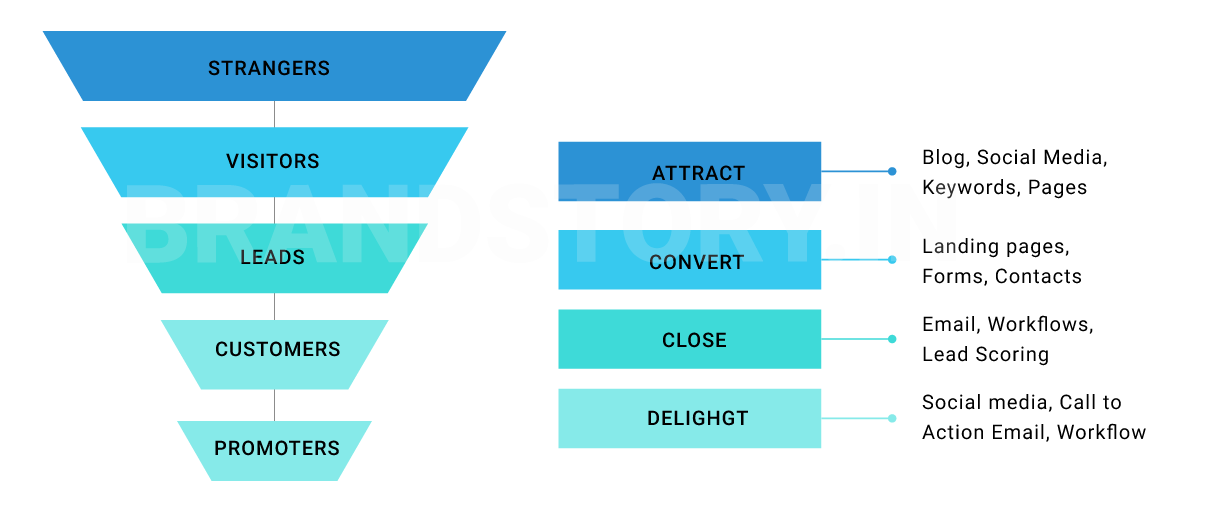 STRANGERS
VISITORS
LEADS
CUSTOMERS
PROMOTERS
BRANDSTORY.IN
ATTRACT
Blog, Social Media,
Keywords, Pages
CONVERT
Landing pages,
Forms, Contacts
CLOSE
Email, Workflows,
Lead Scoring
DELIGHGT
Social media, Call to
Action Email, Workflow